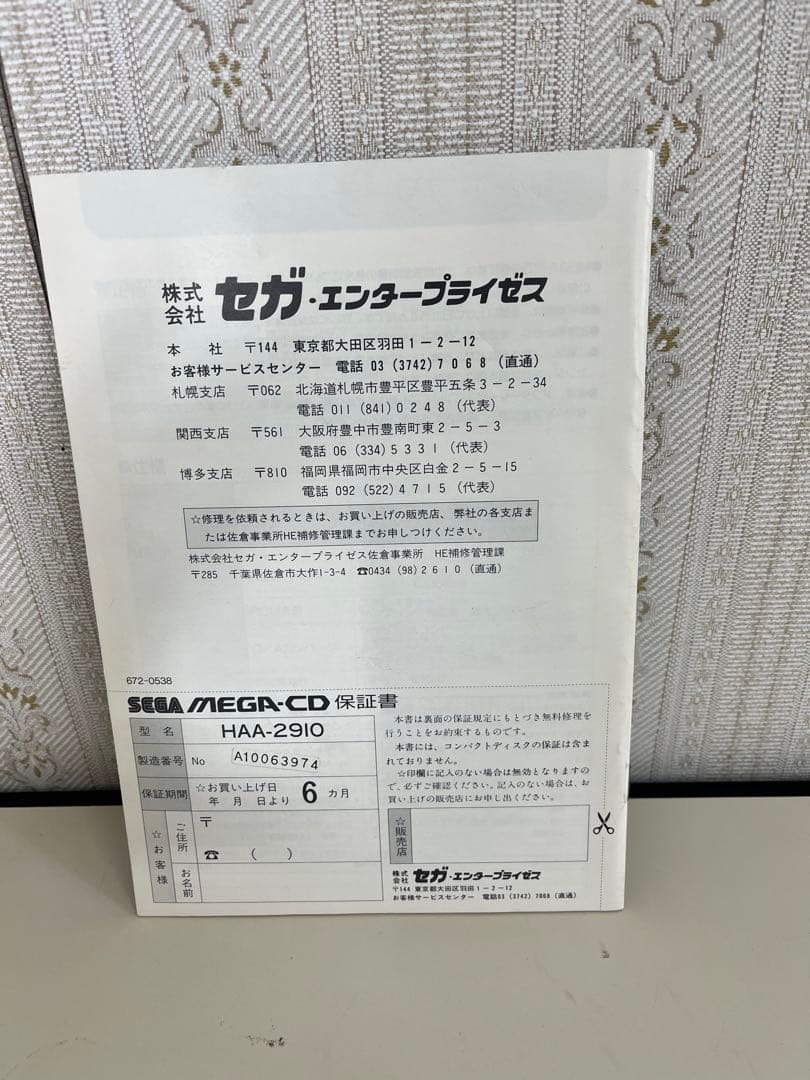 株式会社 セガ・エンタープライゼス
本社 〒144 東京都大田区羽田1-2-12
お客様サービスセンター 電話 03 (3742) 7068 (直通)
札幌支店 〒062 北海道札幌市豊平区豊平五条3-2-34
電話 011 (841) 0248 (代表)
関西支店 〒561 大阪府豊中市豊南町東2-5-3
電話 06 (334) 5331 (代表)
博多支店 〒810 福岡県福岡市中央区白金2-5-15
電話 092 (522) 4715 (代表)
☆修理を依頼されるときは、お買い上げの販売店、弊社の各支店ま
たは佐倉事業所HE補修管理課までお申しつけください。
株式会社セガ・エンタープライゼス佐倉事業所 HE補修管理課
〒285 千葉県佐倉市大作1-3-4 ☎0434 (98) 2610 (直通)
672-0538
SEGA MEGA-CD 保証書
型名 HAA-2910
製造番号 No A10063974
保証期間 ☆お買い上げ日
年 月 日より 6 カ月
☆お客様
ご住所 〒
☎ ( )
お名前
本書は裏面の保証規定にもとづき無料修理を
行うことをお約束するものです。
本書には、コンパクトディスクの保証は含ま
れておりません。
☆印欄に記入のない場合は無効となりますの
で、必ずご確認ください。記入のない場合は、お
買い上げの販売店にお申し出ください。
☆販売店
株式会社 セガ・エンタープライゼス
〒144 東京都大田区羽田1-2-12
お客様サービスセンター 電話03 (3742) 7068 (直通)